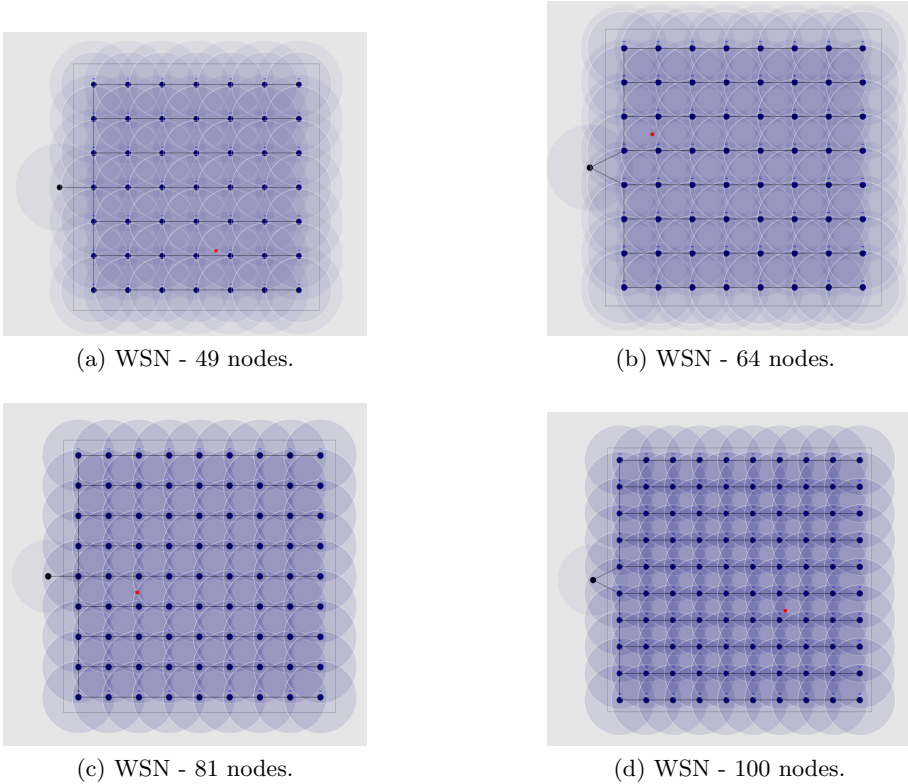 (a) WSN - 49 nodes.
(b) WSN - 64 nodes.
(c) WSN - 81 nodes.
(d) WSN - 100 nodes.